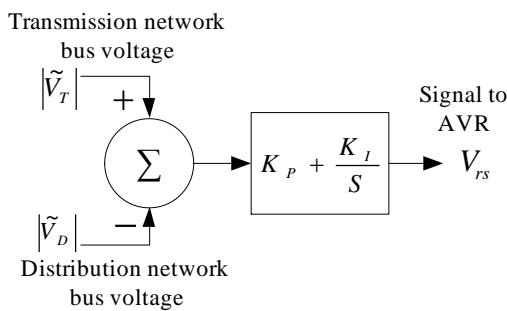 Transmission network
bus voltage
|Ṽ_T|
+
Σ
−
|Ṽ_D|
Distribution network
bus voltage
K_P + K_I / S
Signal to
AVR
V_rs